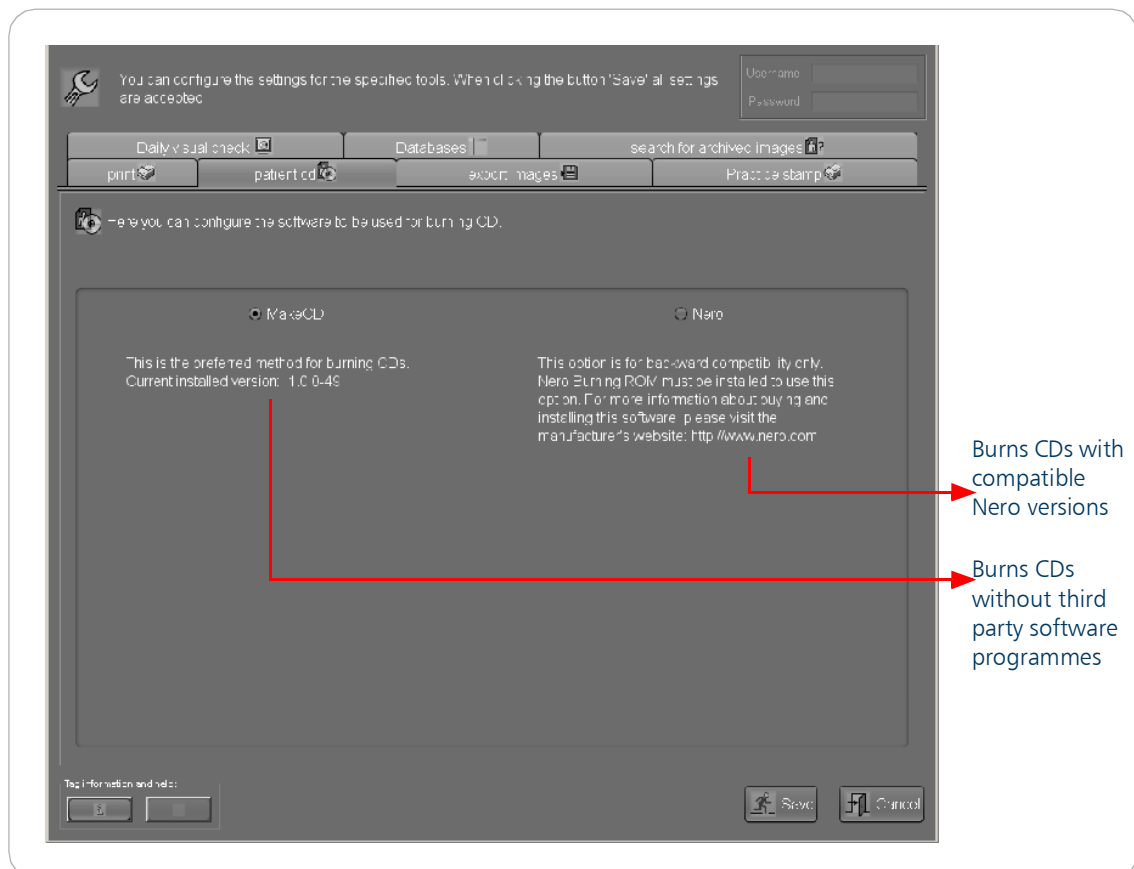 You can configure the settings for the specified tools. When clicking the button 'Save' all settings
are accepted
Username
Password
Daily visual check
Databases
search for archived images
print
patient cd
export images
Practice stamp
Here you can configure the software to be used for burning CD.
MakeCD
Nero
This is the preferred method for burning CDs.
Current installed version: 1.0.0-49
This option is for backward compatibility only.
Nero Burning ROM must be installed to use this
option. For more information about buying and
installing this software please visit the
manufacturer's website: http://www.nero.com
Burns CDs with
compatible
Nero versions
Burns CDs
without third
party software
programmes
Tag information and help:
Save
Cancel